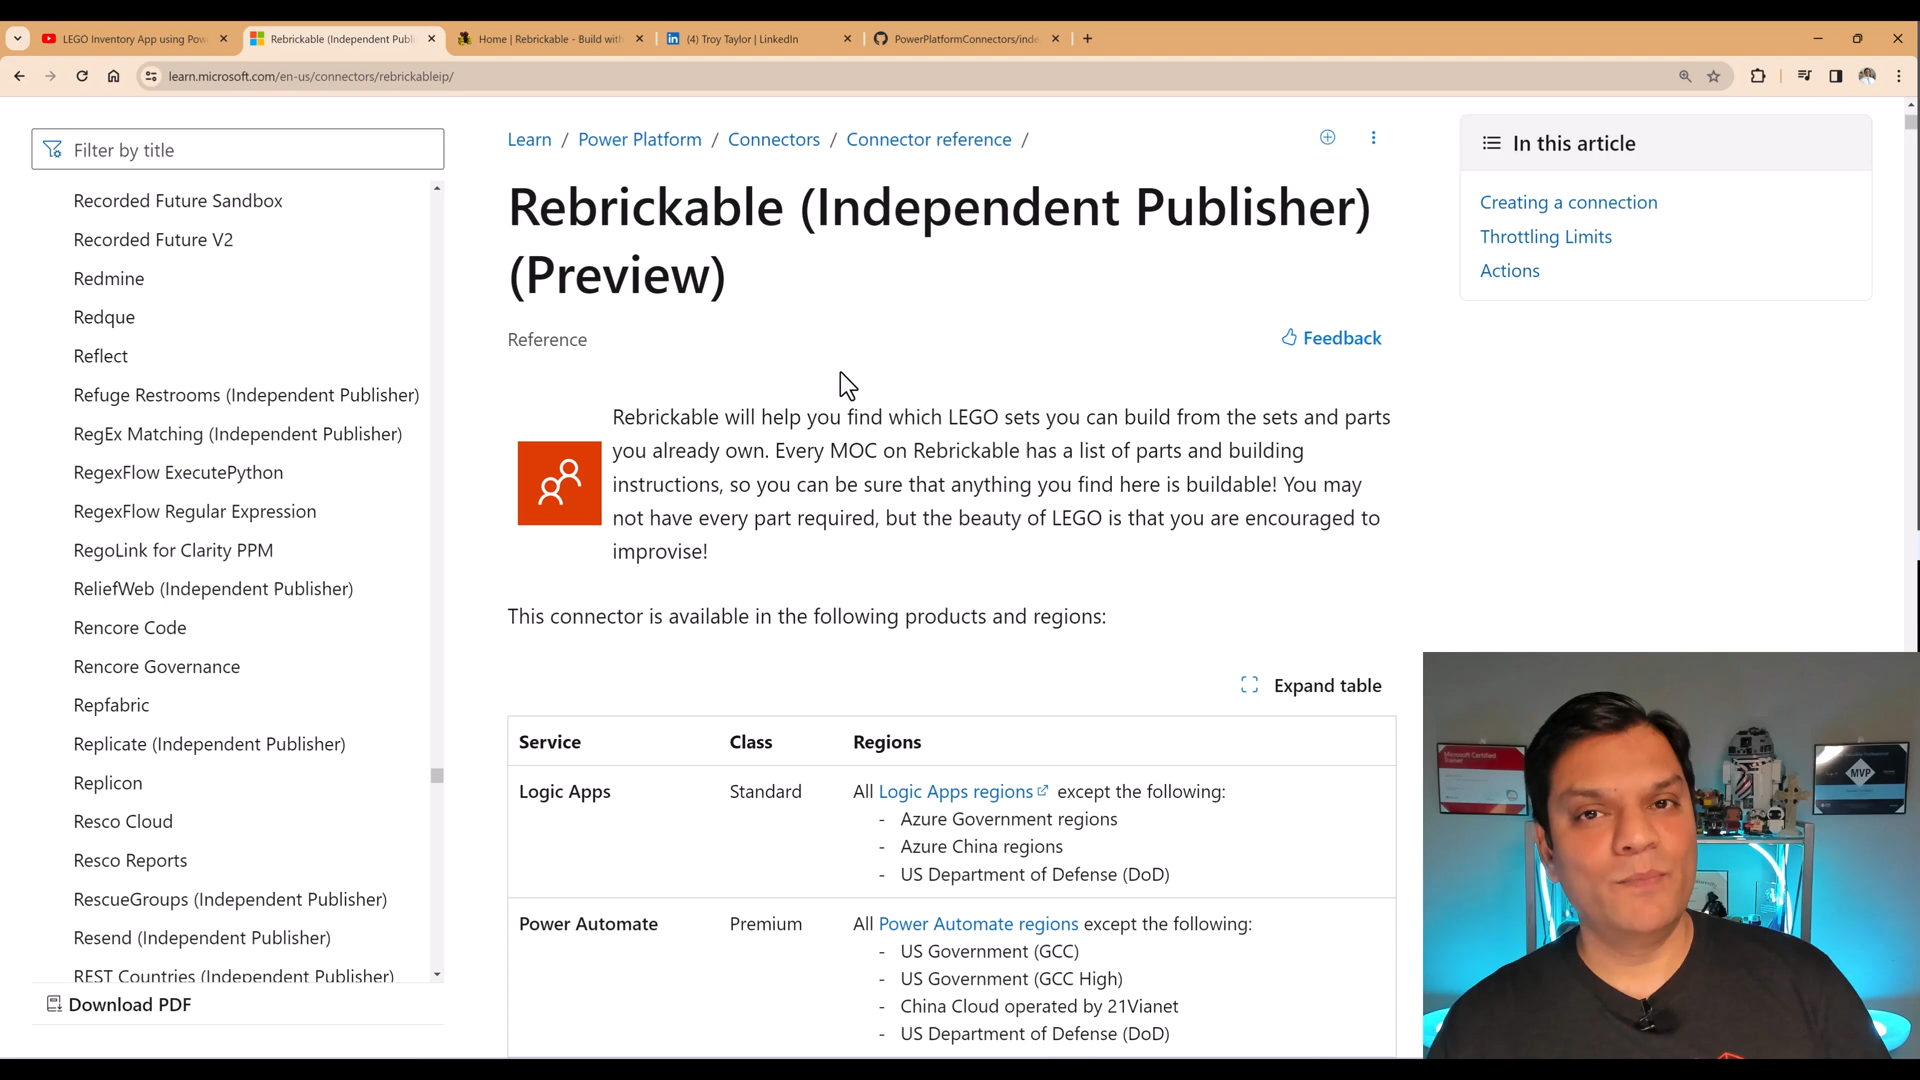 LEGO Inventory App using Pow
Rebrickable (Independent Publi
Home | Rebrickable - Build with
(4) Troy Taylor | LinkedIn
PowerPlatformConnectors/inde
learn.microsoft.com/en-us/connectors/rebrickableip/
Filter by title
Recorded Future Sandbox
Recorded Future V2
Redmine
Redque
Reflect
Refuge Restrooms (Independent Publisher)
RegEx Matching (Independent Publisher)
RegexFlow ExecutePython
RegexFlow Regular Expression
RegoLink for Clarity PPM
ReliefWeb (Independent Publisher)
Rencore Code
Rencore Governance
Repfabric
Replicate (Independent Publisher)
Replicon
Resco Cloud
Resco Reports
RescueGroups (Independent Publisher)
Resend (Independent Publisher)
REST Countries (Independent Publisher)
Download PDF
Learn / Power Platform / Connectors / Connector reference /
Rebrickable (Independent Publisher)
(Preview)
Reference
Feedback
Rebrickable will help you find which LEGO sets you can build from the sets and parts
you already own. Every MOC on Rebrickable has a list of parts and building
instructions, so you can be sure that anything you find here is buildable! You may
not have every part required, but the beauty of LEGO is that you are encouraged to
improvise!
This connector is available in the following products and regions:
Expand table
Service Class Regions
Logic Apps Standard All Logic Apps regions except the following:
- Azure Government regions
- Azure China regions
- US Department of Defense (DoD)
Power Automate Premium All Power Automate regions except the following:
- US Government (GCC)
- US Government (GCC High)
- China Cloud operated by 21Vianet
- US Department of Defense (DoD)
In this article
Creating a connection
Throttling Limits
Actions
Microsoft Certified
Trainer
MVP